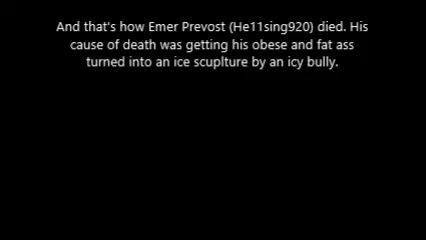 And that's how Emer Prevost (He11sing920) died. His
cause of death was getting his obese and fat ass
turned into an ice scuplture by an icy bully.